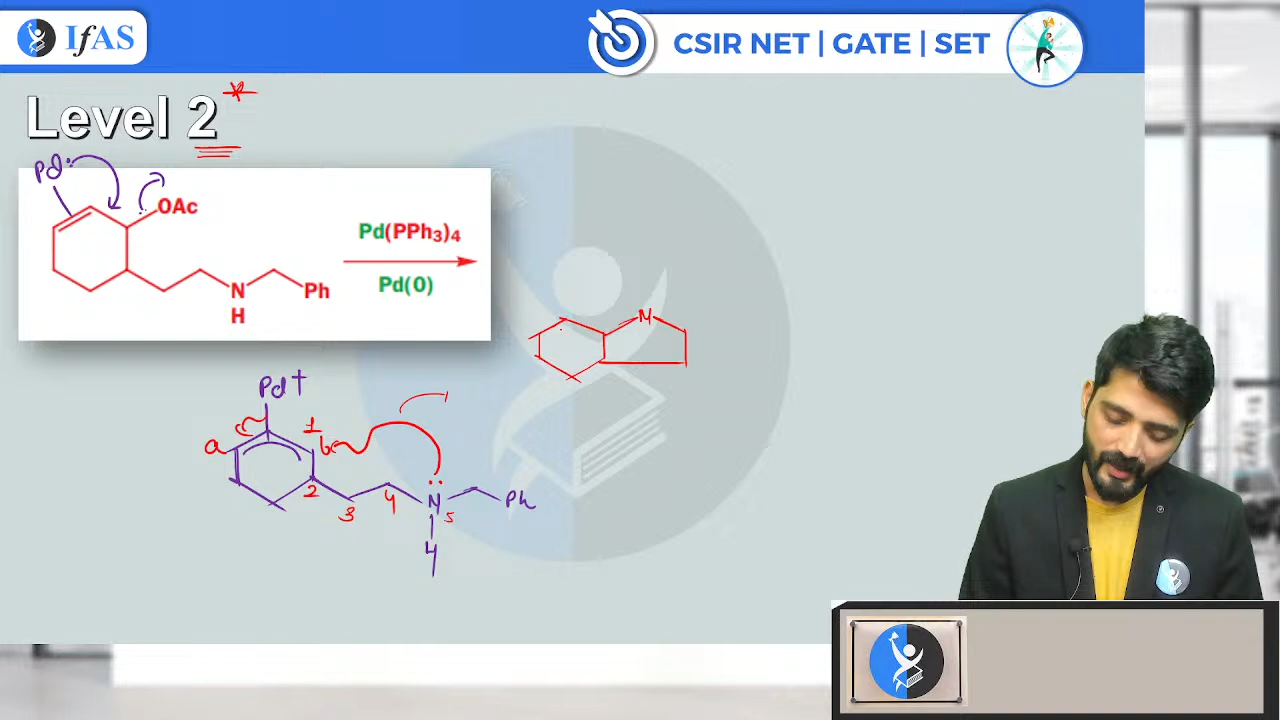 IfAS
CSIR NET | GATE | SET
Level 2 *
Pd:
OAc
N
H
Ph
Pd(PPh3)4
Pd(0)
N
Pd+
a
1
b
2
3
4
N
5
Ph
H